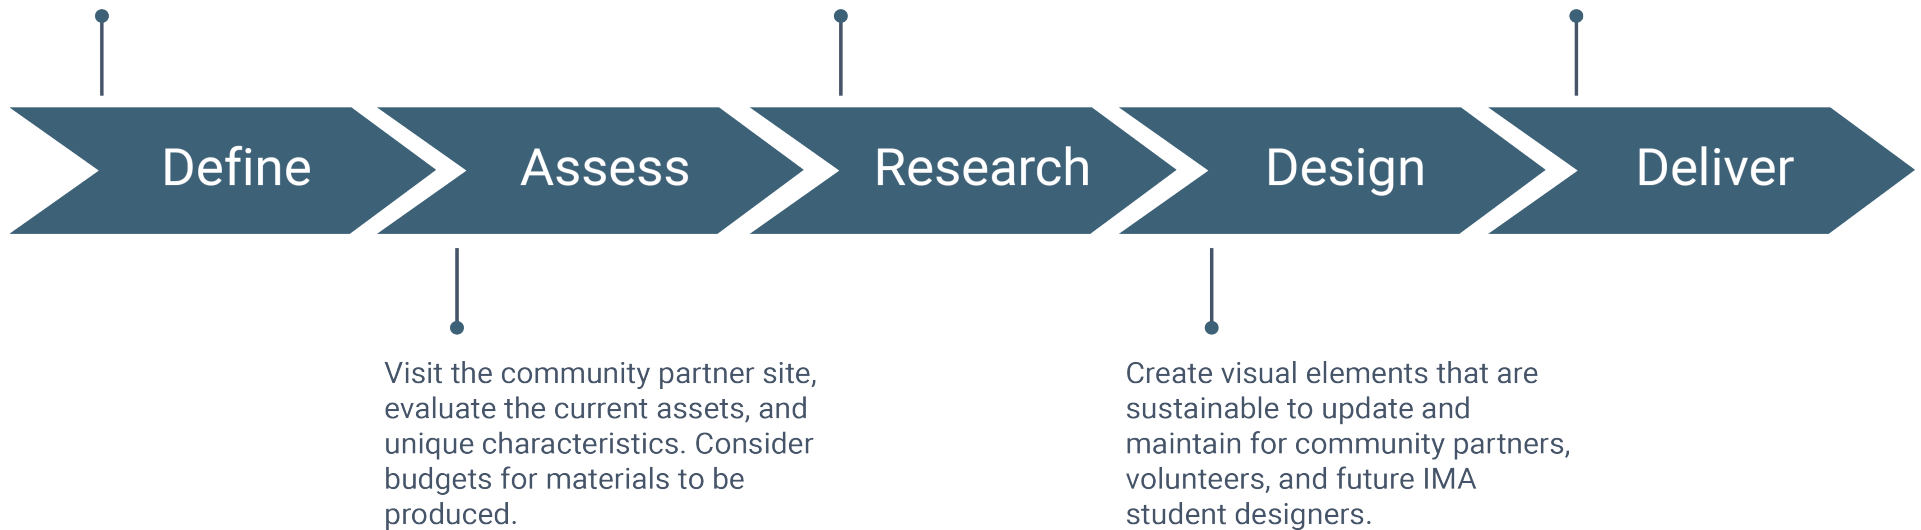 Define
Assess
Research
Design
Deliver
Visit the community partner site,
evaluate the current assets, and
unique characteristics. Consider
budgets for materials to be
produced.
Create visual elements that are
sustainable to update and
maintain for community partners,
volunteers, and future IMA
student designers.